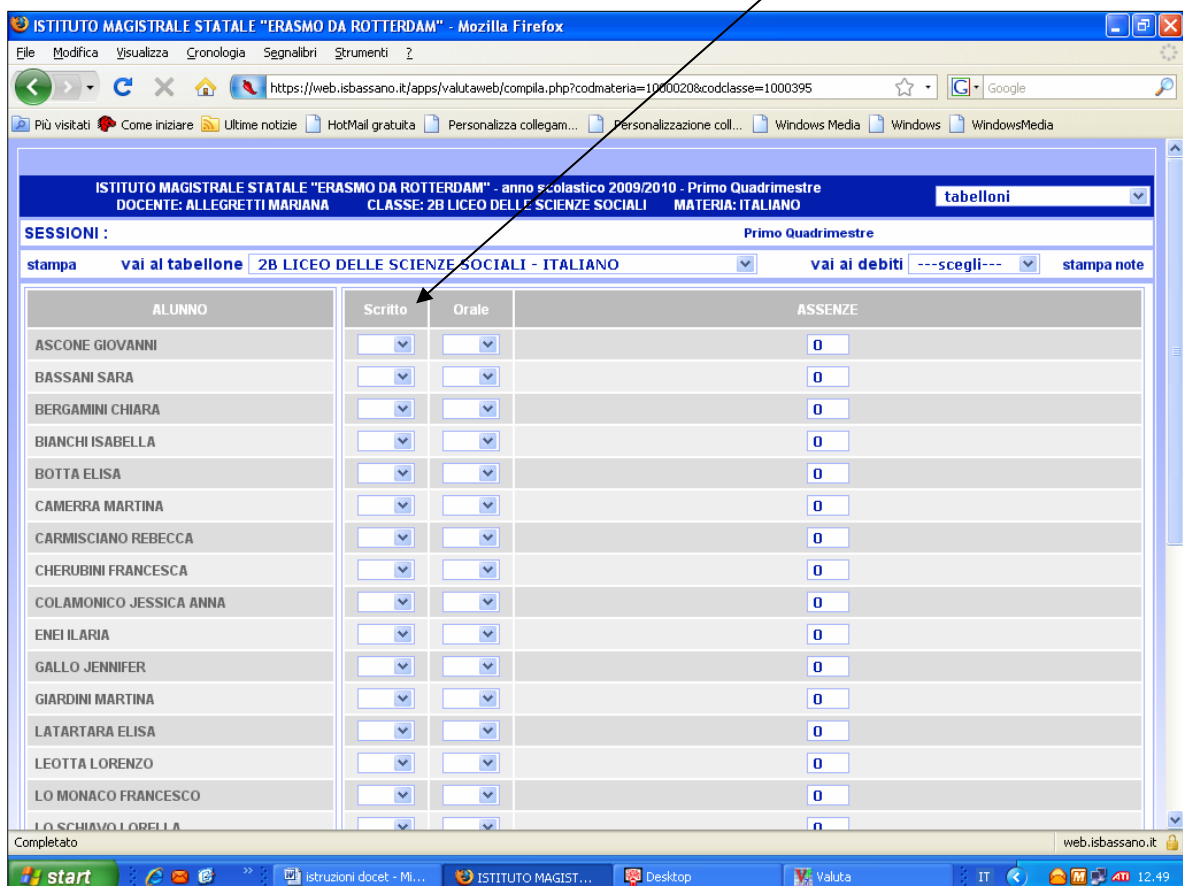 ISTITUTO MAGISTRALE STATALE "ERASMO DA ROTTERDAM" - Mozilla Firefox
File Modifica Visualizza Cronologia Segnalibri Strumenti ?
https://web.isbassano.it/apps/valutaweb/compila.php?codmateria=1000020&codclasse=1000395
G Google
Più visitati Come iniziare Ultime notizie HotMail gratuita Personalizza collegam... Personalizzazione coll... Windows Media Windows WindowsMedia
ISTITUTO MAGISTRALE STATALE "ERASMO DA ROTTERDAM" - anno scolastico 2009/2010 - Primo Quadrimestre
DOCENTE: ALLEGRETTI MARIANA CLASSE: 2B LICEO DELLE SCIENZE SOCIALI MATERIA: ITALIANO
tabelloni
SESSIONI : Primo Quadrimestre
stampa vai al tabellone 2B LICEO DELLE SCIENZE SOCIALI - ITALIANO vai ai debiti ---scegli--- stampa note
ALUNNO Scritto Orale ASSENZE
ASCONE GIOVANNI 0
BASSANI SARA 0
BERGAMINI CHIARA 0
BIANCHI ISABELLA 0
BOTTA ELISA 0
CAMERRA MARTINA 0
CARMISCIANO REBECCA 0
CHERUBINI FRANCESCA 0
COLAMONICO JESSICA ANNA 0
ENEI ILARIA 0
GALLO JENNIFER 0
GIARDINI MARTINA 0
LATARTARA ELISA 0
LEOTTA LORENZO 0
LO MONACO FRANCESCO 0
LO SCHIAVO LORELLA 0
Completato web.isbassano.it
start istruzioni docet - Mi... ISTITUTO MAGIST... Desktop Valuta IT 12.49